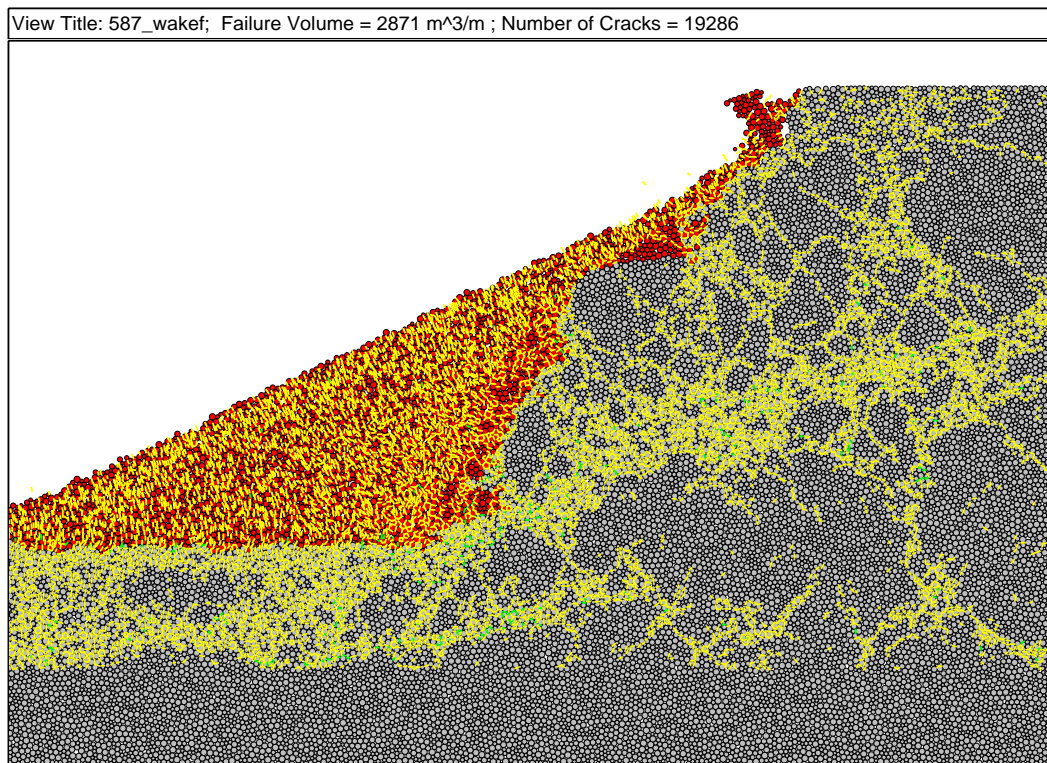 View Title: 587_wakef;  Failure Volume = 2871 m^3/m ; Number of Cracks = 19286